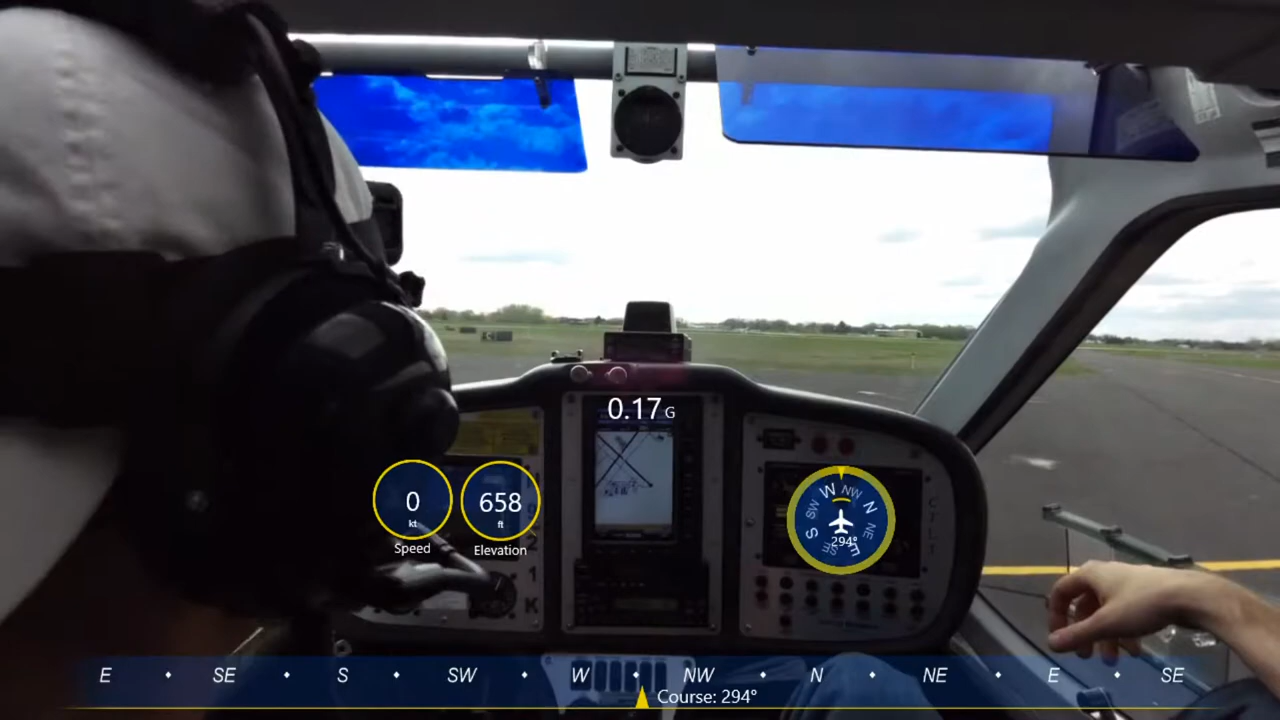 0.17 G
0
kt
Speed
658
ft
Elevation
W NW N NE E SE S SW
294°
1
K
C T L T
E SE S SW W NW N NE E SE
Course: 294°